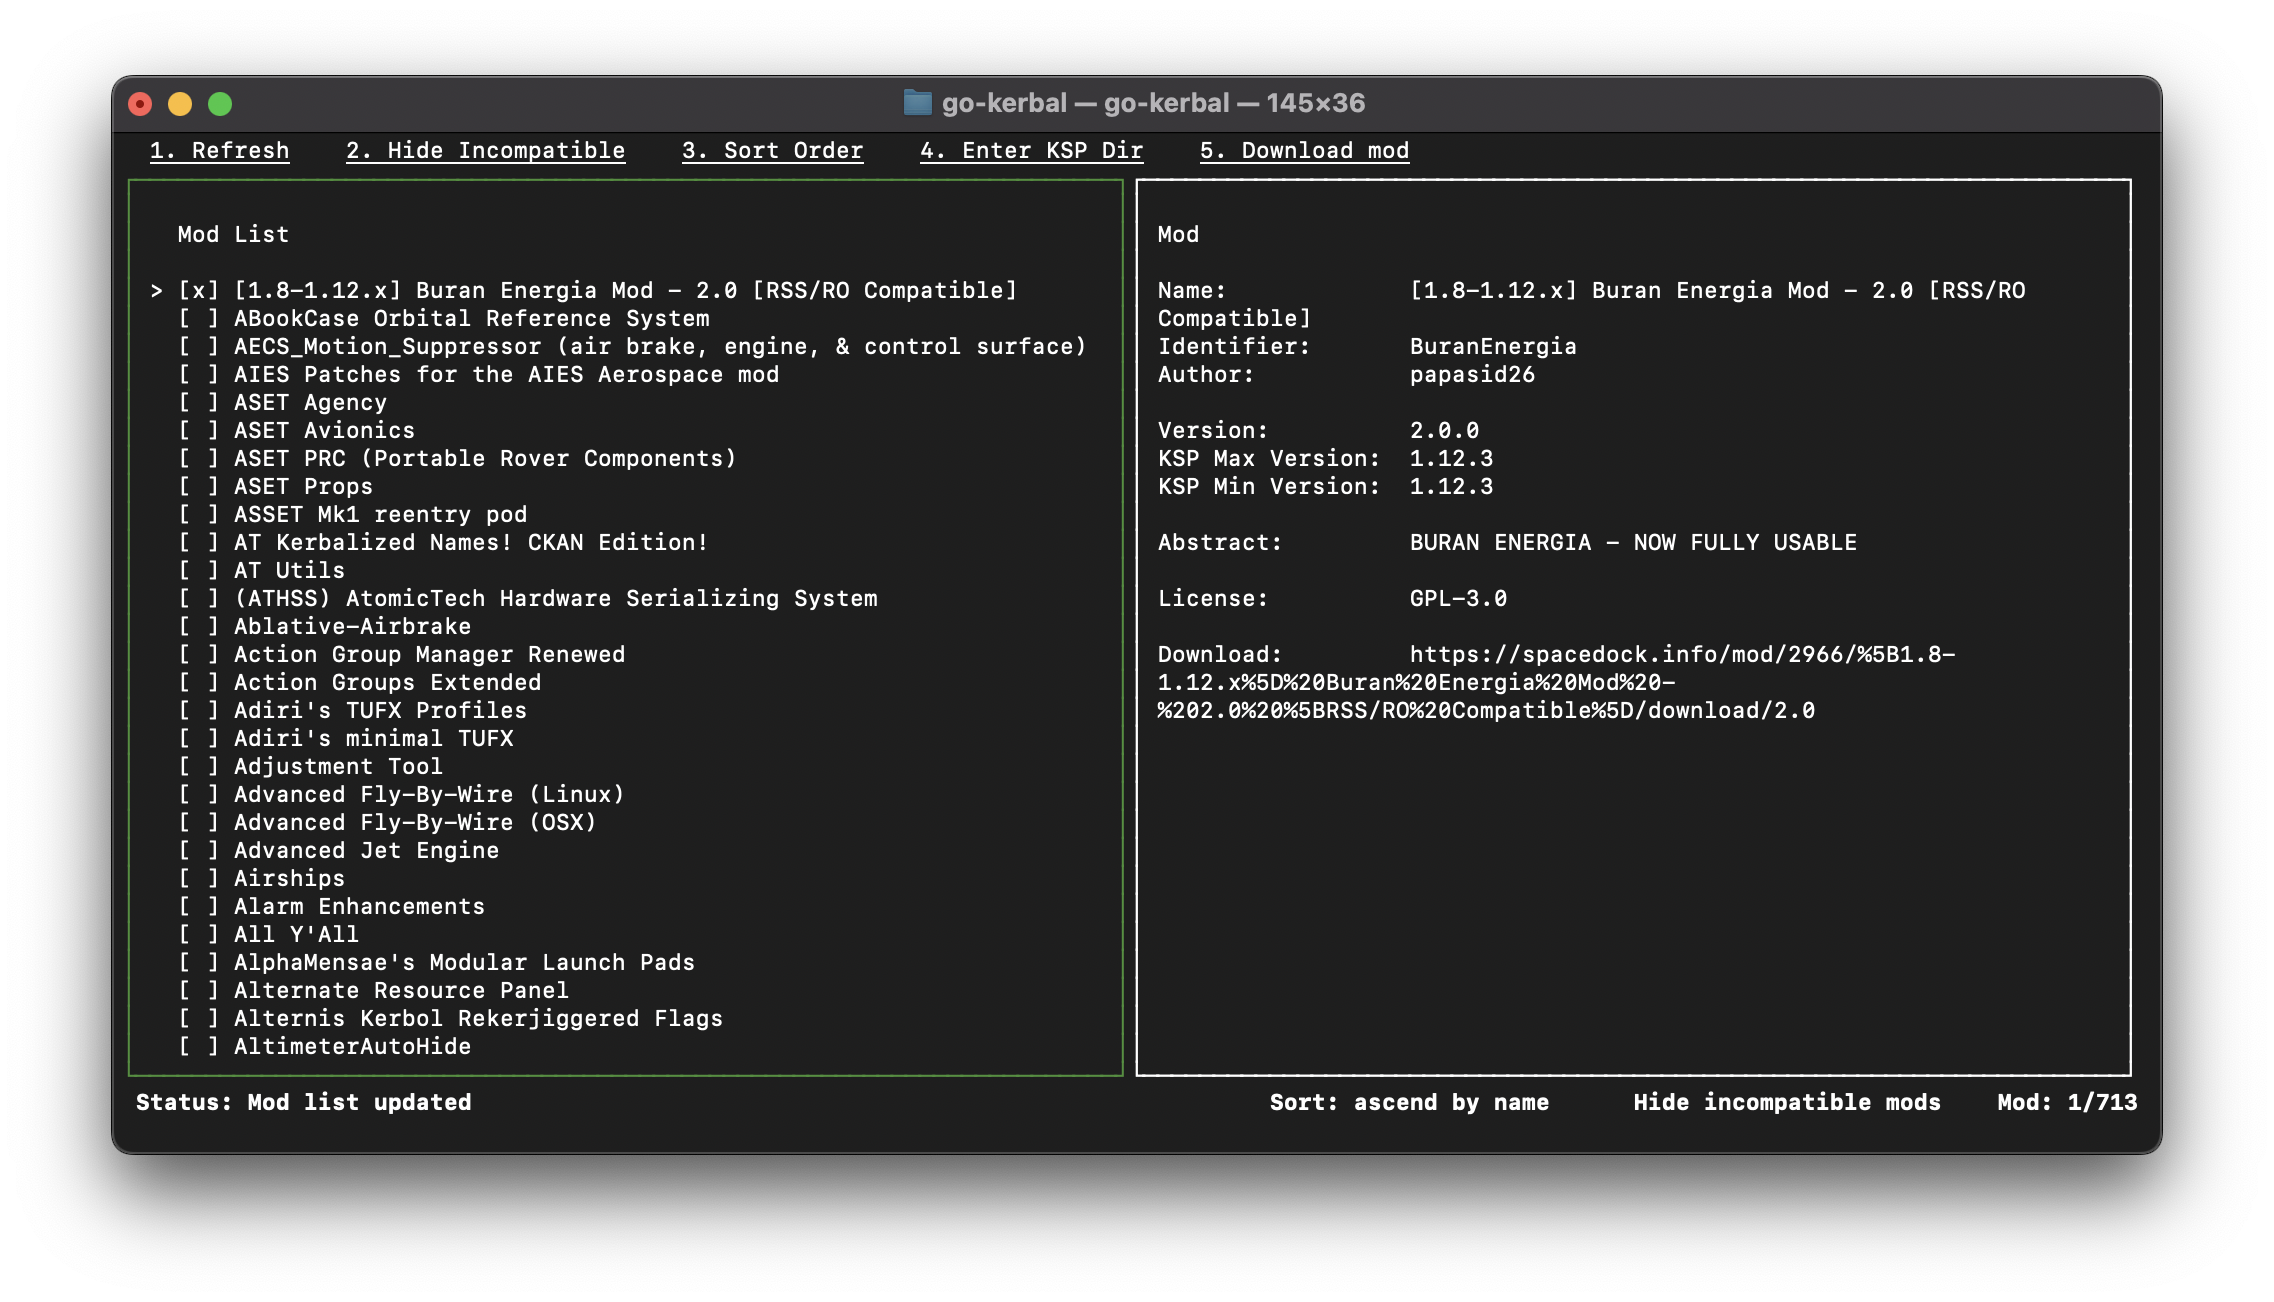 go-kerbal — go-kerbal — 145×36
1. Refresh    2. Hide Incompatible    3. Sort Order    4. Enter KSP Dir    5. Download mod
Mod List
> [x] [1.8-1.12.x] Buran Energia Mod - 2.0 [RSS/RO Compatible]
[ ] ABookCase Orbital Reference System
[ ] AECS_Motion_Suppressor (air brake, engine, & control surface)
[ ] AIES Patches for the AIES Aerospace mod
[ ] ASET Agency
[ ] ASET Avionics
[ ] ASET PRC (Portable Rover Components)
[ ] ASET Props
[ ] ASSET Mk1 reentry pod
[ ] AT Kerbalized Names! CKAN Edition!
[ ] AT Utils
[ ] (ATHSS) AtomicTech Hardware Serializing System
[ ] Ablative-Airbrake
[ ] Action Group Manager Renewed
[ ] Action Groups Extended
[ ] Adiri's TUFX Profiles
[ ] Adiri's minimal TUFX
[ ] Adjustment Tool
[ ] Advanced Fly-By-Wire (Linux)
[ ] Advanced Fly-By-Wire (OSX)
[ ] Advanced Jet Engine
[ ] Airships
[ ] Alarm Enhancements
[ ] All Y'All
[ ] AlphaMensae's Modular Launch Pads
[ ] Alternate Resource Panel
[ ] Alternis Kerbol Rekerjiggered Flags
[ ] AltimeterAutoHide
Mod
Name: [1.8-1.12.x] Buran Energia Mod - 2.0 [RSS/RO
Compatible]
Identifier: BuranEnergia
Author: papasid26
Version: 2.0.0
KSP Max Version: 1.12.3
KSP Min Version: 1.12.3
Abstract: BURAN ENERGIA - NOW FULLY USABLE
License: GPL-3.0
Download: https://spacedock.info/mod/2966/%5B1.8-
1.12.x%5D%20Buran%20Energia%20Mod%20-
%202.0%20%5BRSS/RO%20Compatible%5D/download/2.0
Status: Mod list updated    Sort: ascend by name    Hide incompatible mods    Mod: 1/713